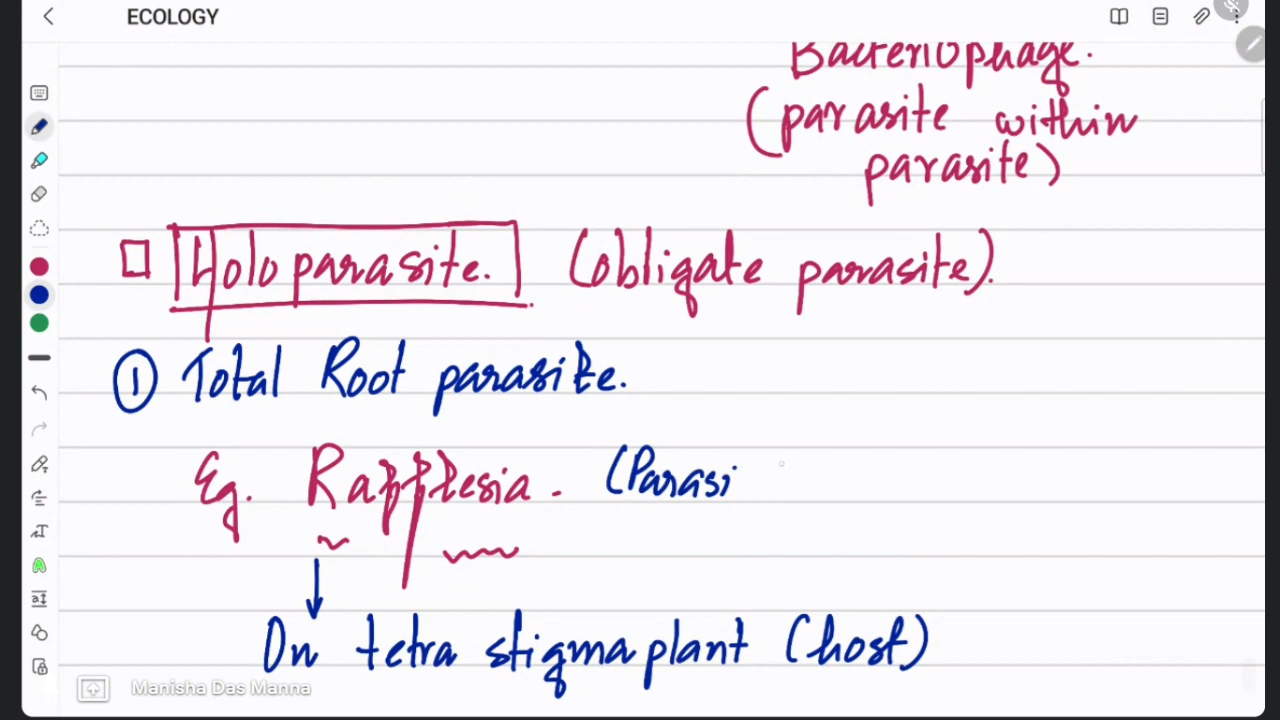 ECOLOGY
Bacteriophage.
(parasite within
parasite)
Holoparasite. (obligate parasite).
① Total Root parasite.
Eg. Rafflesia. (Parasi
On tetra stigma plant (host)
Manisha Das Manna